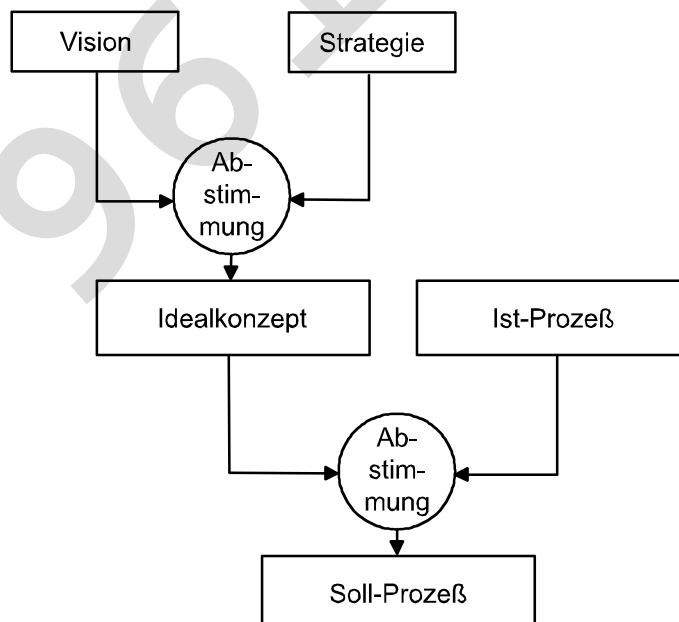 Vision
Strategie
Ab-
stim-
mung
Idealkonzept
Ist-Prozeß
Ab-
stim-
mung
Soll-Prozeß